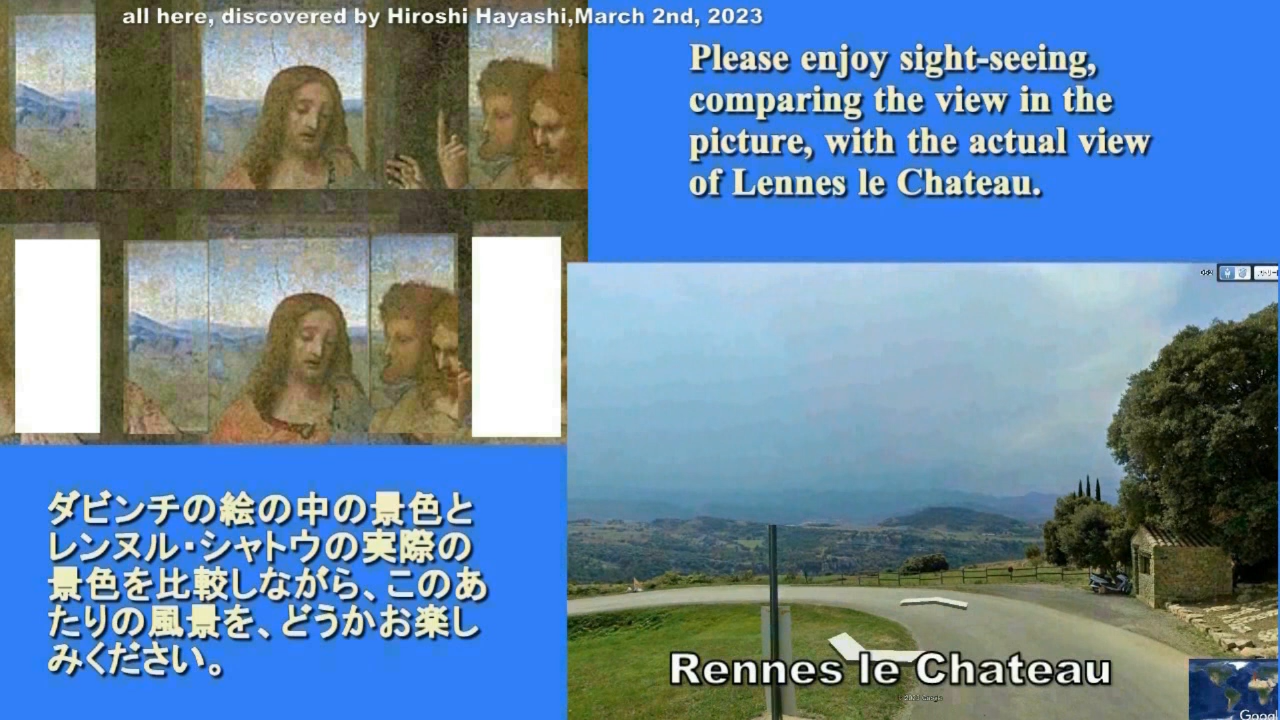 all here, discovered by Hiroshi Hayashi,March 2nd, 2023
Please enjoy sight-seeing,
comparing the view in the
picture, with the actual view
of Lennes le Chateau.
ダビンチの絵の中の景色と
レンヌル・シャトウの実際の
景色を比較しながら、このあ
たりの風景を、どうかお楽し
みください。
Rennes le Chateau